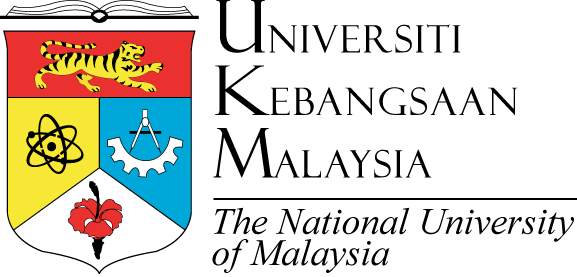 UNIVERSITI
KEBANGSAAN
MALAYSIA
The National University
of Malaysia